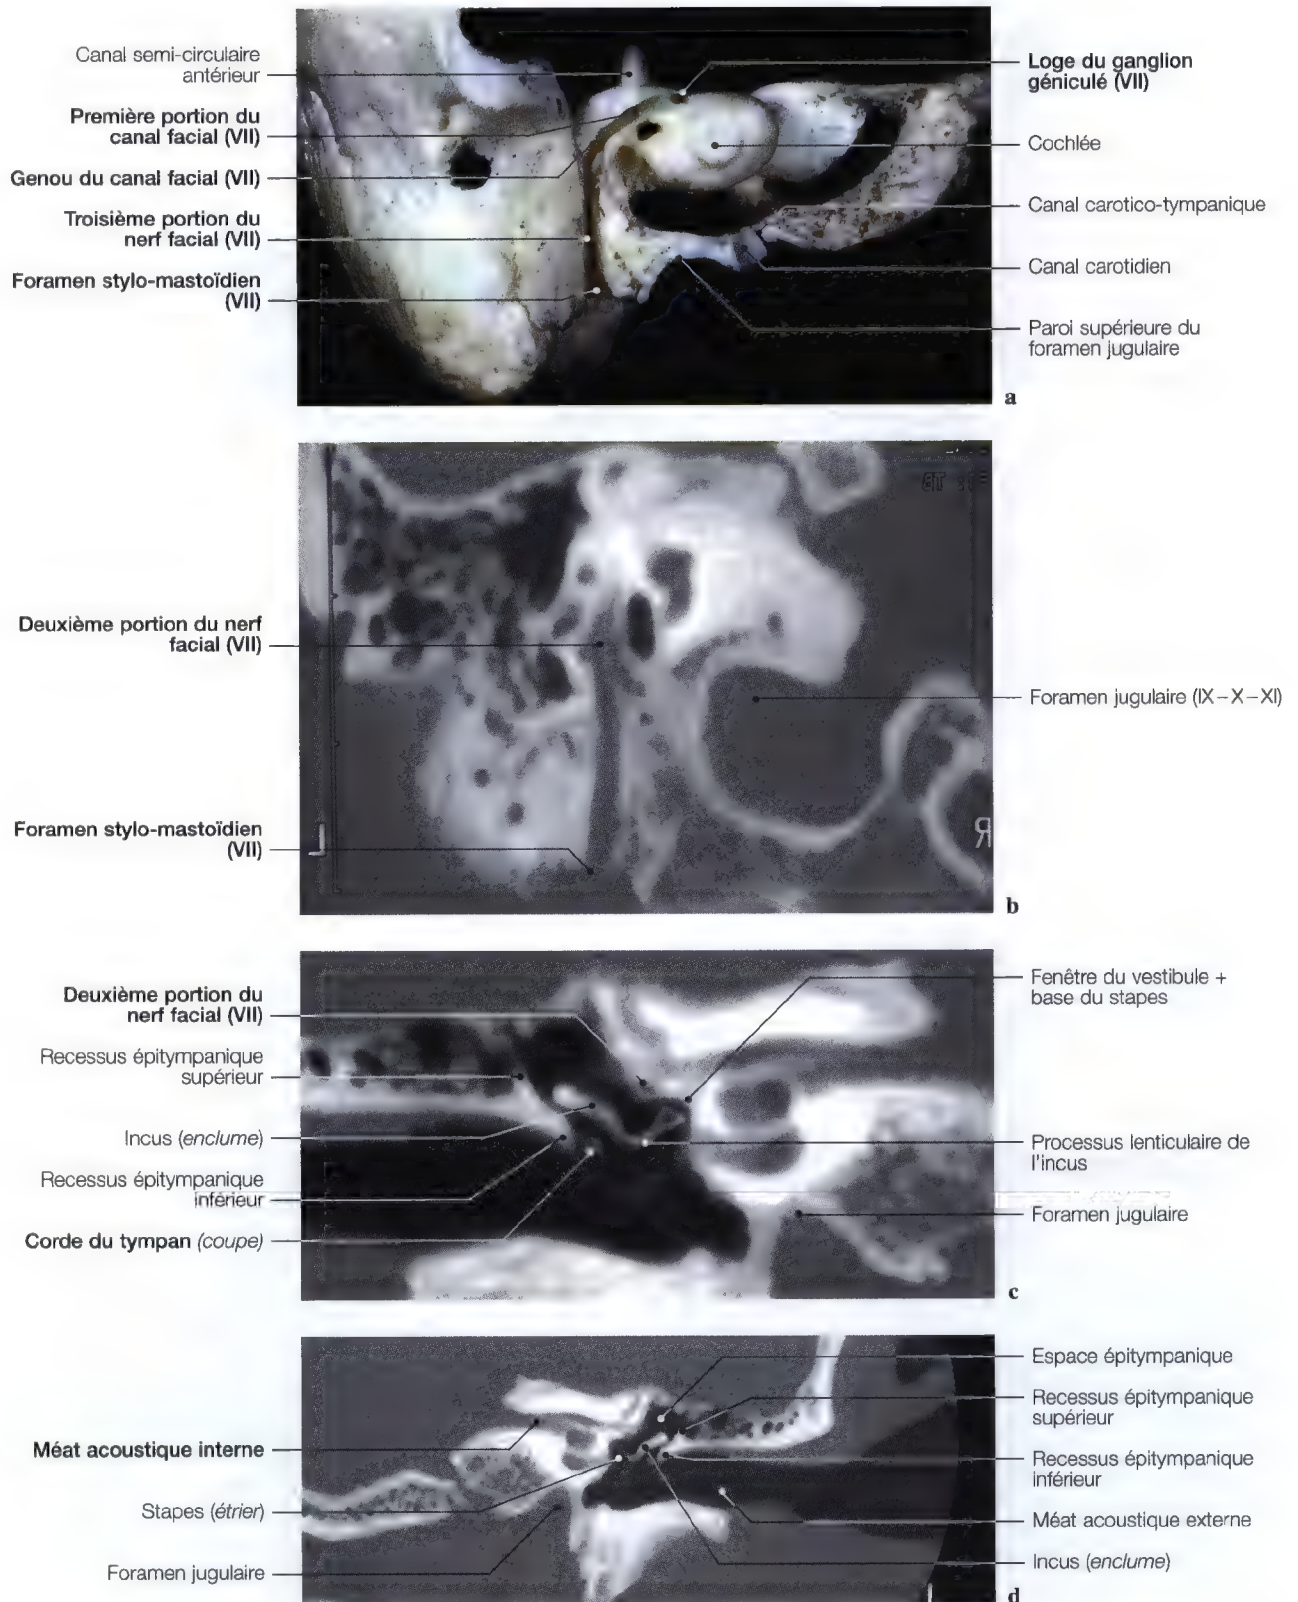 Canal semi-circulaire
antérieur
Première portion du
canal facial (VII)
Genou du canal facial (VII)
Troisième portion du
nerf facial (VII)
Foramen stylo-mastoïdien
(VII)
Loge du ganglion
géniculé (VII)
Cochlée
Canal carotico-tympanique
Canal carotidien
Paroi supérieure du
foramen jugulaire
a
Deuxième portion du nerf
facial (VII)
Foramen stylo-mastoïdien
(VII)
Foramen jugulaire (IX–X–XI)
R
b
Deuxième portion du
nerf facial (VII)
Recessus épitympanique
supérieur
Incus (enclume)
Recessus épitympanique
inférieur
Corde du tympan (coupe)
Fenêtre du vestibule +
base du stapes
Processus lenticulaire de
l'incus
Foramen jugulaire
c
Méat acoustique interne
Stapes (étrier)
Foramen jugulaire
Espace épitympanique
Recessus épitympanique
supérieur
Recessus épitympanique
inférieur
Méat acoustique externe
Incus (enclume)
d